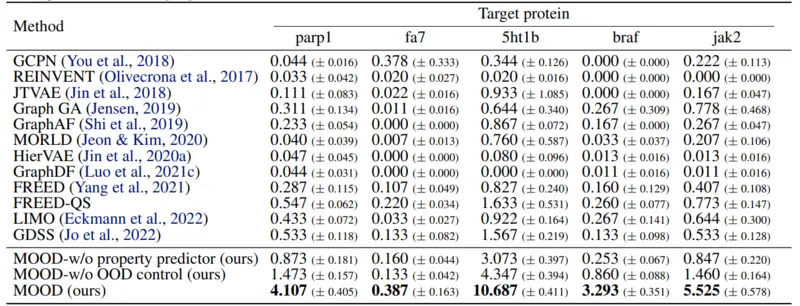 Method Target protein
parp1 fa7 5ht1b braf jak2
GCPN (You et al., 2018) 0.044 (± 0.016) 0.378 (± 0.333) 0.344 (± 0.126) 0.000 (± 0.000) 0.222 (± 0.113)
REINVENT (Olivecrona et al., 2017) 0.033 (± 0.042) 0.020 (± 0.027) 0.020 (± 0.016) 0.000 (± 0.000) 0.000 (± 0.000)
JTVAE (Jin et al., 2018) 0.111 (± 0.083) 0.022 (± 0.016) 0.933 (± 1.085) 0.000 (± 0.000) 0.167 (± 0.047)
Graph GA (Jensen, 2019) 0.311 (± 0.134) 0.011 (± 0.016) 0.644 (± 0.340) 0.267 (± 0.309) 0.778 (± 0.468)
GraphAF (Shi et al., 2019) 0.233 (± 0.054) 0.000 (± 0.000) 0.867 (± 0.072) 0.167 (± 0.000) 0.267 (± 0.047)
MORLD (Jeon & Kim, 2020) 0.040 (± 0.039) 0.007 (± 0.013) 0.760 (± 0.587) 0.033 (± 0.037) 0.207 (± 0.106)
HierVAE (Jin et al., 2020a) 0.047 (± 0.045) 0.000 (± 0.000) 0.080 (± 0.096) 0.013 (± 0.016) 0.013 (± 0.016)
GraphDF (Luo et al., 2021c) 0.044 (± 0.031) 0.000 (± 0.000) 0.000 (± 0.000) 0.011 (± 0.016) 0.011 (± 0.016)
FREED (Yang et al., 2021) 0.287 (± 0.115) 0.107 (± 0.049) 0.827 (± 0.240) 0.160 (± 0.129) 0.407 (± 0.108)
FREED-QS 0.547 (± 0.062) 0.220 (± 0.034) 1.633 (± 0.531) 0.260 (± 0.077) 0.773 (± 0.147)
LIMO (Eckmann et al., 2022) 0.433 (± 0.072) 0.033 (± 0.027) 0.922 (± 0.164) 0.267 (± 0.141) 0.644 (± 0.300)
GDSS (Jo et al., 2022) 0.533 (± 0.118) 0.133 (± 0.082) 1.567 (± 0.219) 0.133 (± 0.098) 0.533 (± 0.128)
MOOD-w/o property predictor (ours) 0.873 (± 0.181) 0.160 (± 0.044) 3.073 (± 0.397) 0.253 (± 0.067) 0.847 (± 0.220)
MOOD-w/o OOD control (ours) 1.473 (± 0.157) 0.133 (± 0.042) 4.347 (± 0.394) 0.860 (± 0.088) 1.460 (± 0.164)
MOOD (ours) 4.107 (± 0.405) 0.387 (± 0.163) 10.687 (± 0.411) 3.293 (± 0.351) 5.525 (± 0.578)